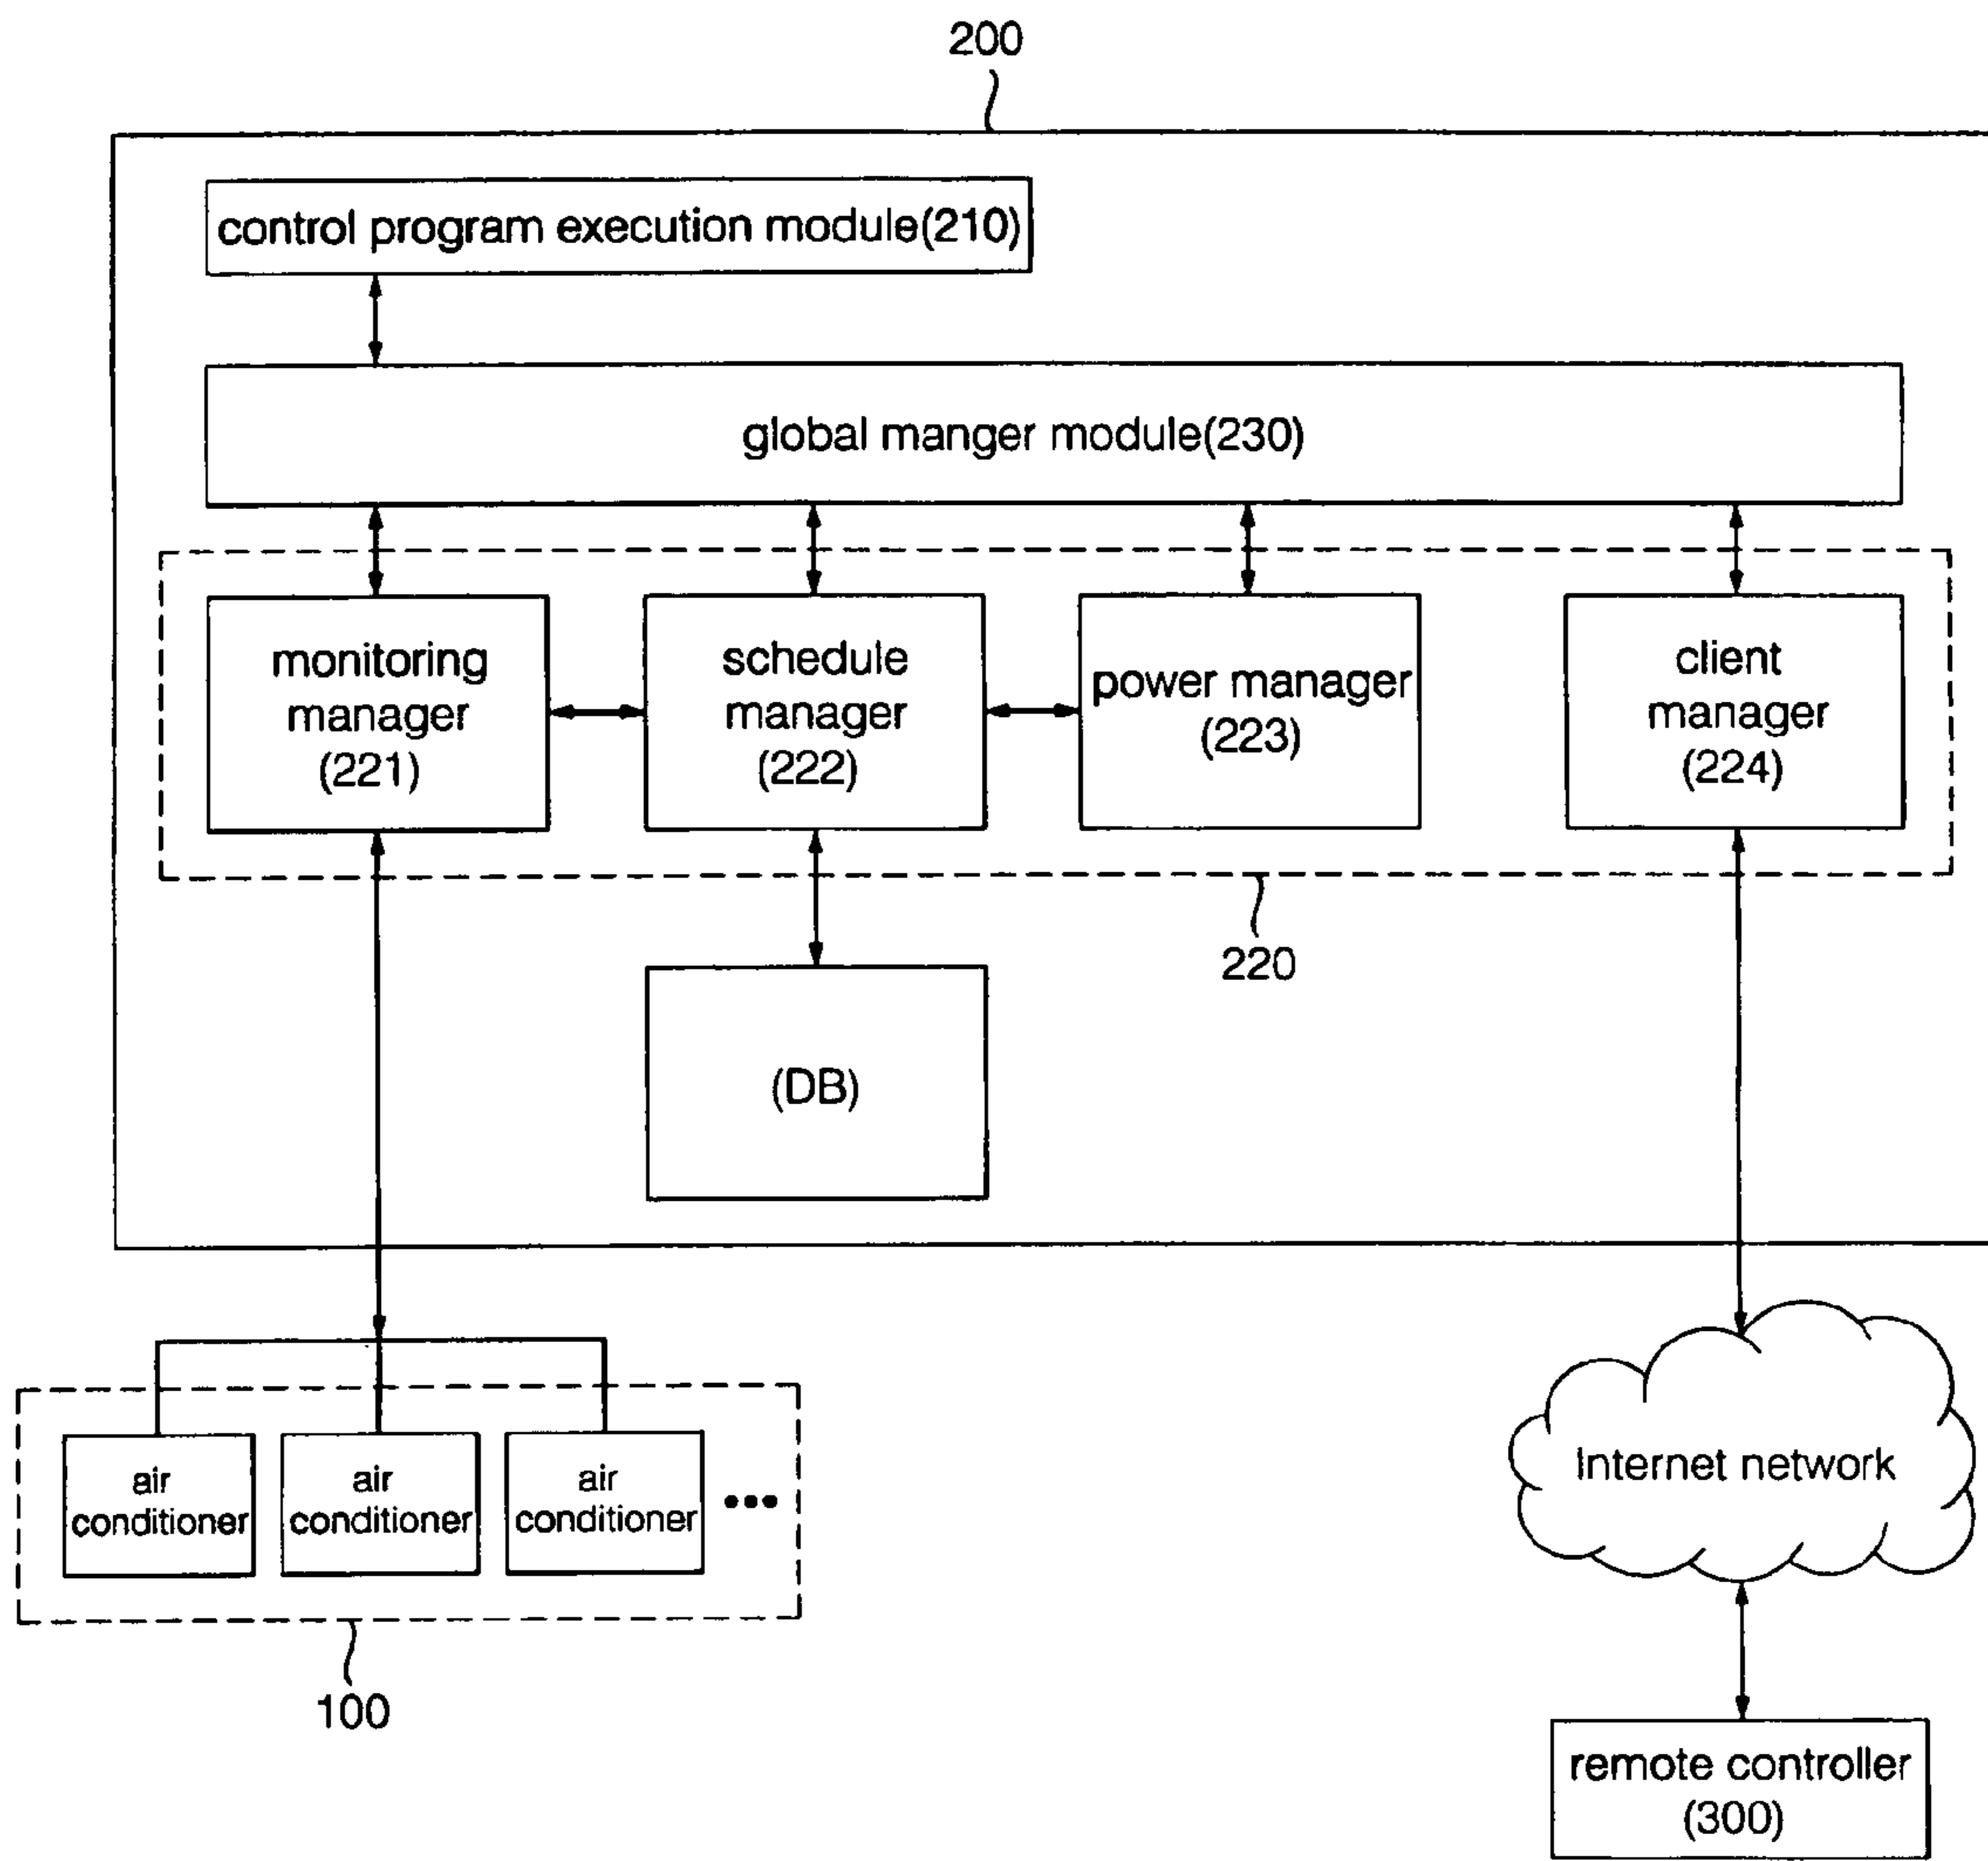 200
control program execution module(210)
global manger module(230)
monitoring
manager
(221)
schedule
manager
(222)
power manager
(223)
client
manager
(224)
220
(DB)
air
conditioner
air
conditioner
air
conditioner
100
Internet network
remote controller
(300)